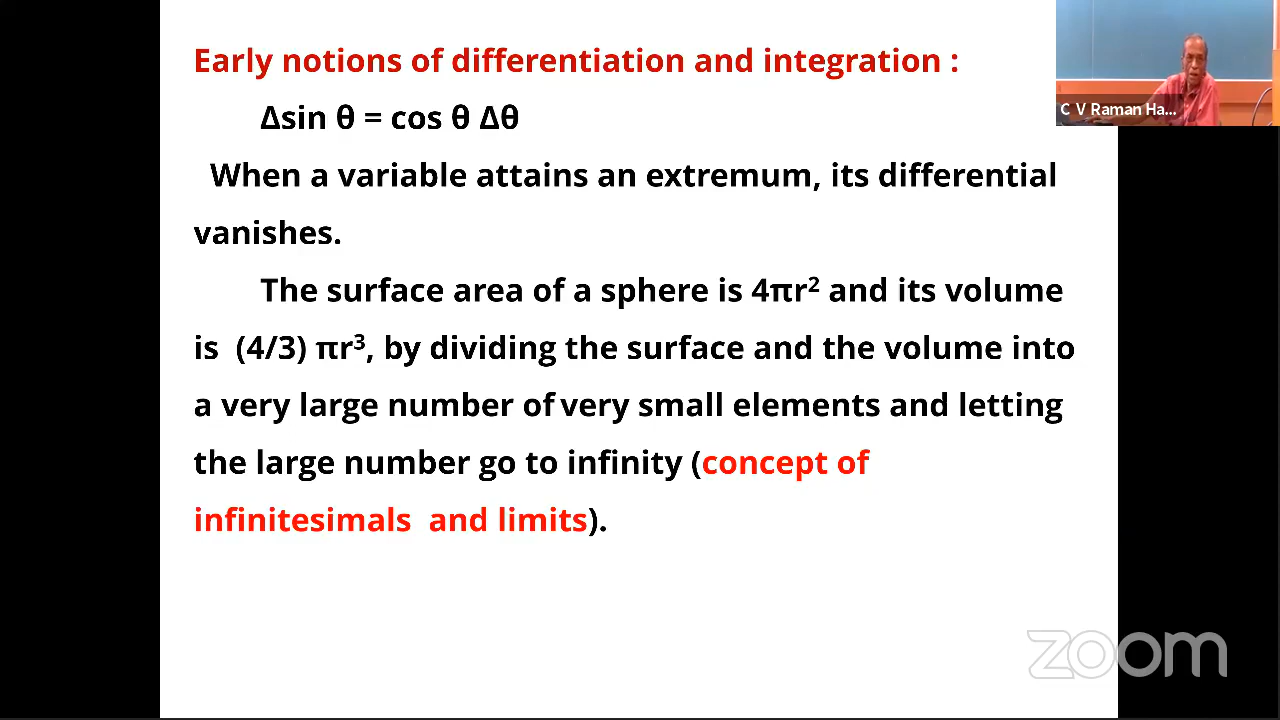 Early notions of differentiation and integration :
Δsin θ = cos θ Δθ
When a variable attains an extremum, its differential
vanishes.
The surface area of a sphere is 4πr² and its volume
is (4/3) πr³, by dividing the surface and the volume into
a very large number of very small elements and letting
the large number go to infinity (concept of
infinitesimals and limits).
C V Raman Ha...
zoom